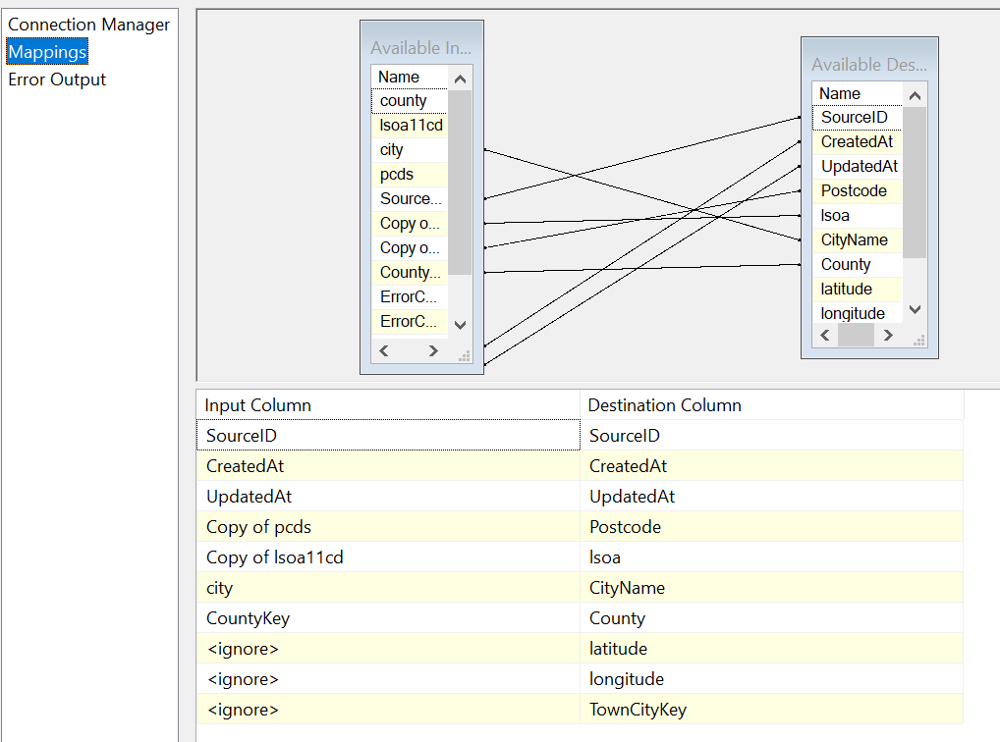 Connection Manager
Mappings
Error Output
Available In...
Name
county
lsoa11cd
city
pcds
Source...
Copy o...
Copy o...
County...
ErrorC...
ErrorC...
Available Des...
Name
SourceID
CreatedAt
UpdatedAt
Postcode
lsoa
CityName
County
latitude
longitude
Input Column Destination Column
SourceID SourceID
CreatedAt CreatedAt
UpdatedAt UpdatedAt
Copy of pcds Postcode
Copy of lsoa11cd lsoa
city CityName
CountyKey County
<ignore> latitude
<ignore> longitude
<ignore> TownCityKey